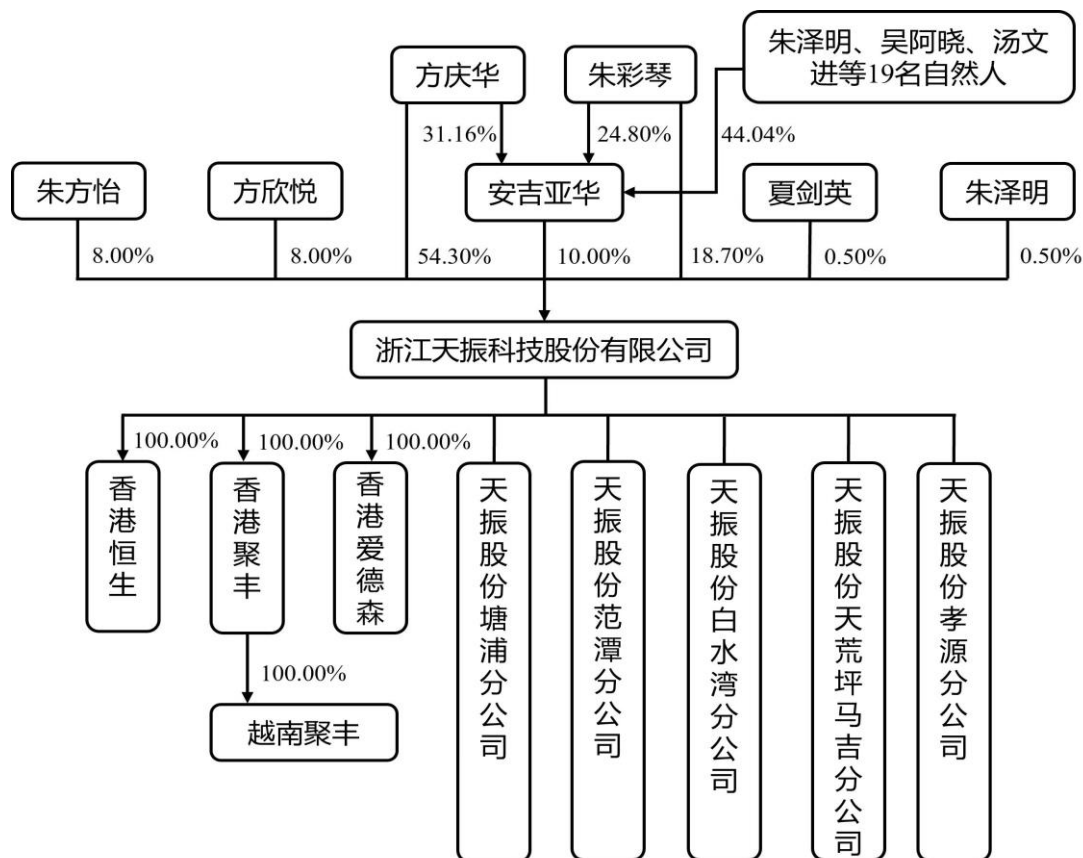 方庆华
朱彩琴
朱泽明、吴阿晓、汤文
进等19名自然人
31.16%
24.80%
44.04%
朱方怡
方欣悦
安吉亚华
夏剑英
朱泽明
8.00%
8.00%
54.30%
10.00%
18.70%
0.50%
0.50%
浙江天振科技股份有限公司
100.00%
100.00%
100.00%
香港恒生
香港聚丰
香港爱德森
天振股份塘浦分公司
天振股份范潭分公司
天振股份白水湾分公司
天振股份天荒坪马吉分公司
天振股份孝源分公司
100.00%
越南聚丰